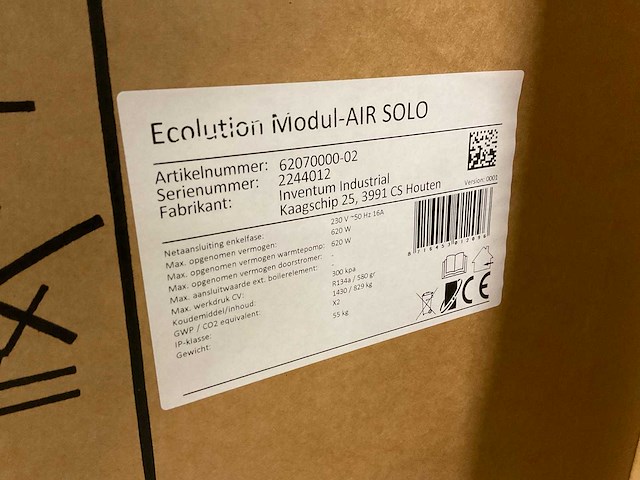 Ecolution Modul-AIR SOLO
Artikelnummer: 62070000-02
Serienummer: 2244012
Fabrikant: Inventum Industrial
Kaagschip 25, 3991 CS Houten
Version: 0001
Netaansluiting enkelfase: 230 V ~50 Hz 16A
Max. opgenomen vermogen: 620 W
Max. opgenomen vermogen warmtepomp: 620 W
Max. opgenomen vermogen doorstromer: -
Max. aansluitwaarde ext. boilerelement: -
Max. werkdruk CV: 300 kpa
Koudemiddel/inhoud: R134a / 580 gr
GWP / CO2 equivalent: 1430 / 829 kg
IP-klasse: X2
Gewicht: 55 kg
CE